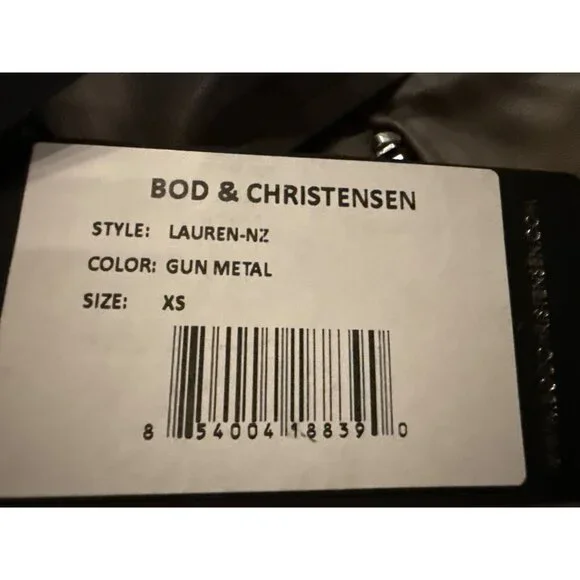 BOD & CHRISTENSEN
STYLE: LAUREN-NZ
COLOR: GUN METAL
SIZE: XS
8 54004 18839 0